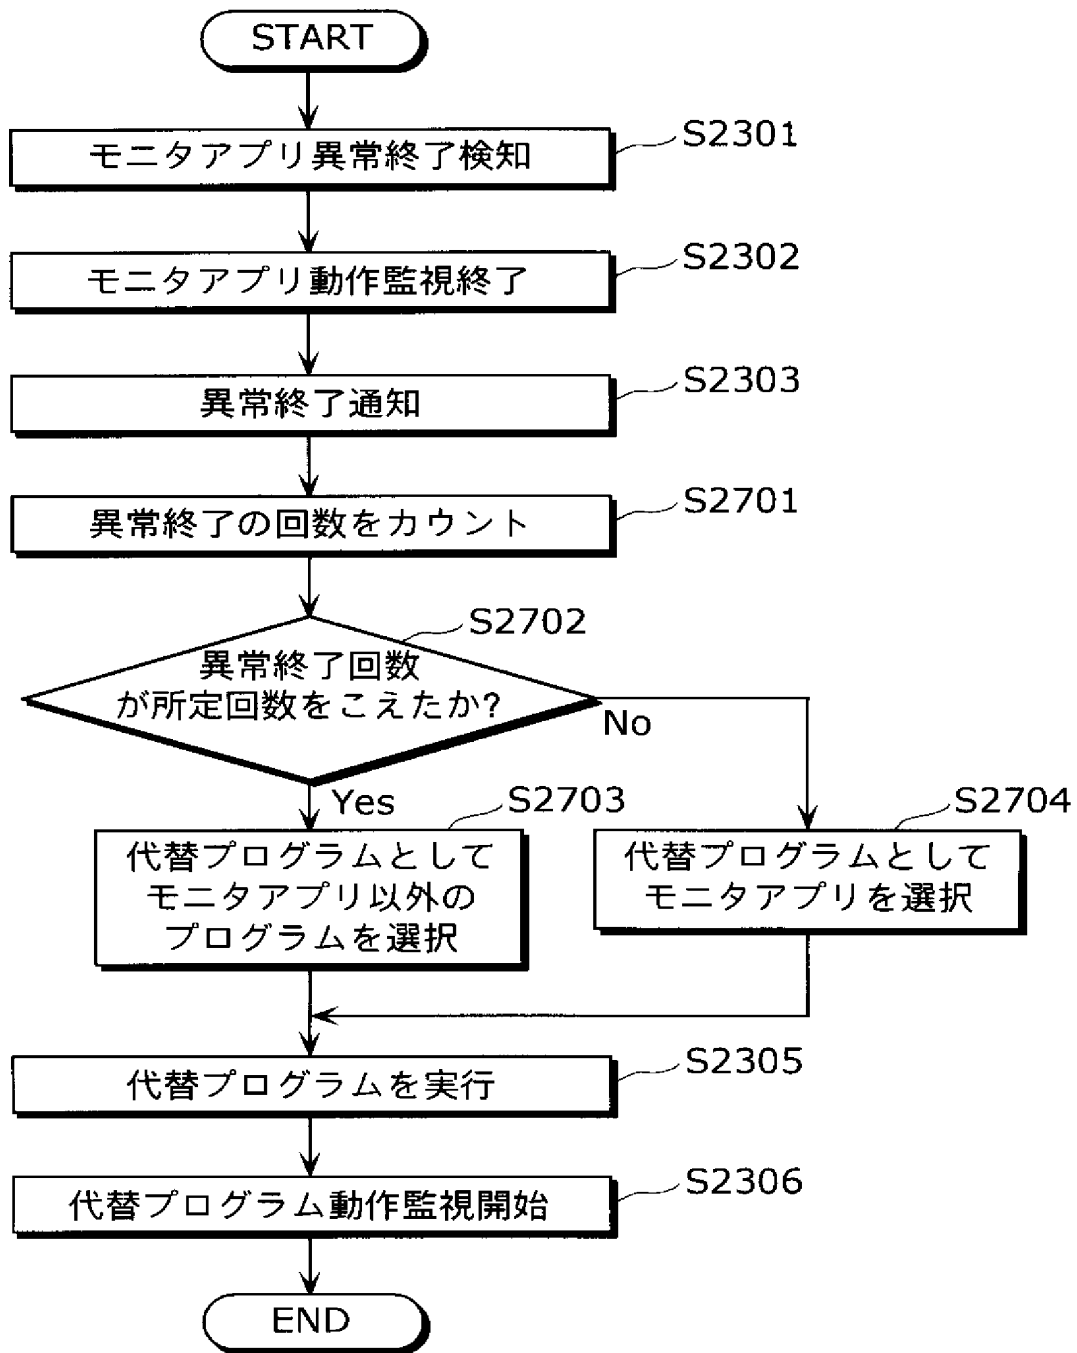 START
モニタアプリ異常終了検知
S2301
モニタアプリ動作監視終了
S2302
異常終了通知
S2303
異常終了の回数をカウント
S2701
S2702
異常終了回数
が所定回数をこえたか?
No
Yes
S2703
代替プログラムとして
モニタアプリ以外の
プログラムを選択
S2704
代替プログラムとして
モニタアプリを選択
代替プログラムを実行
S2305
代替プログラム動作監視開始
S2306
END